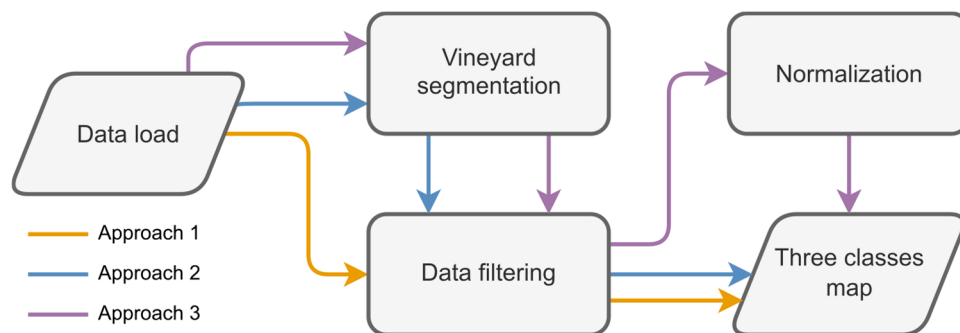 Vineyard
segmentation
Normalization
Data load
Approach 1
Approach 2
Approach 3
Data filtering
Three classes
map